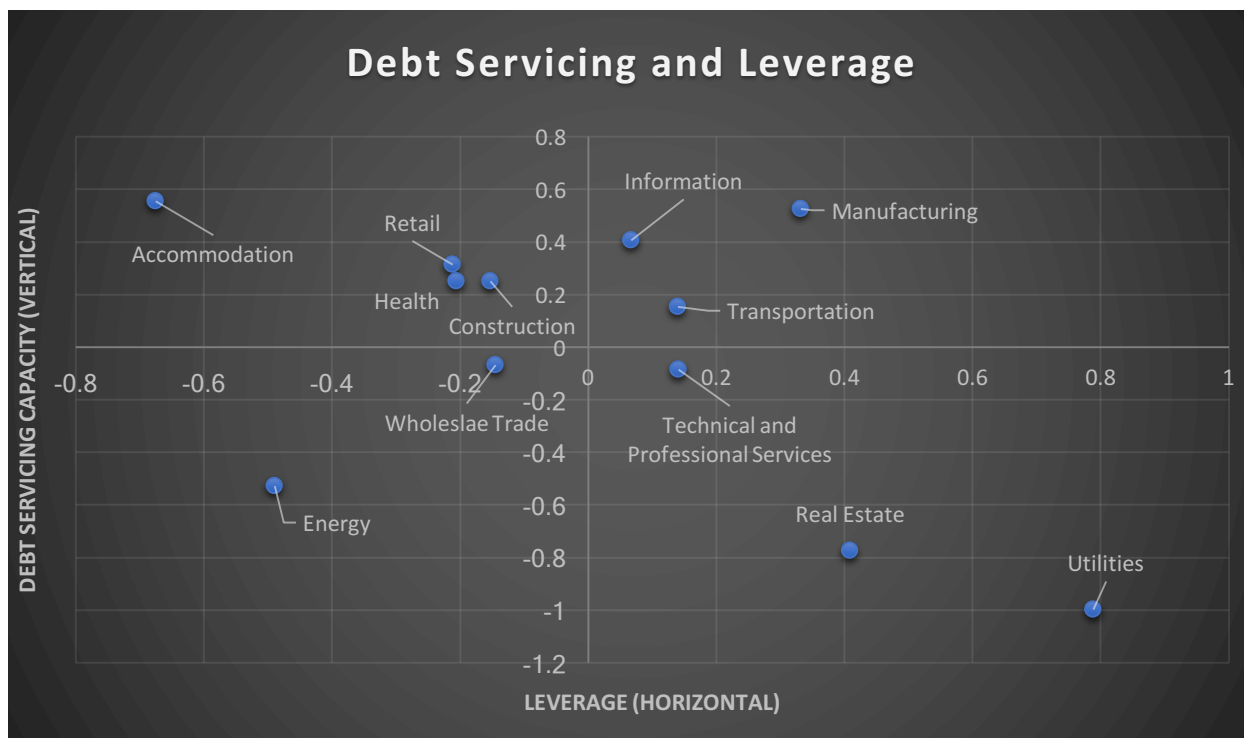 Debt Servicing and Leverage
DEBT SERVICING CAPACITY (VERTICAL)
0.8
0.6
0.4
0.2
0
-0.2
-0.4
-0.6
-0.8
-1
-1.2
-0.8
-0.6
-0.4
-0.2
0
0.2
0.4
0.6
0.8
1
Accommodation
Retail
Health
Construction
Information
Manufacturing
Transportation
Wholeslae Trade
Technical and
Professional Services
Energy
Real Estate
Utilities
LEVERAGE (HORIZONTAL)